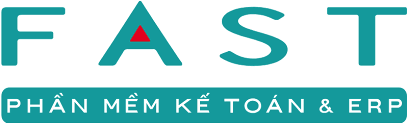 FAST
PHẦN MỀM KẾ TOÁN & ERP